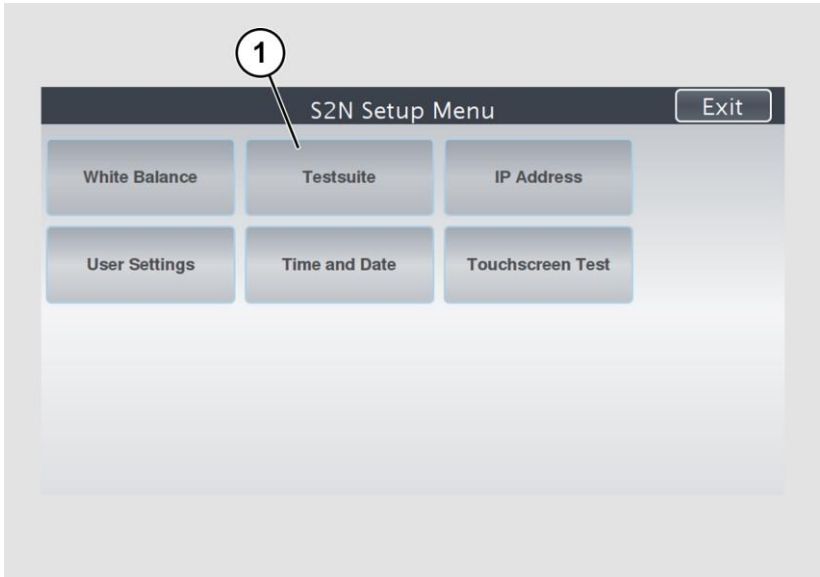 1
S2N Setup Menu
Exit
White Balance
Testsuite
IP Address
User Settings
Time and Date
Touchscreen Test